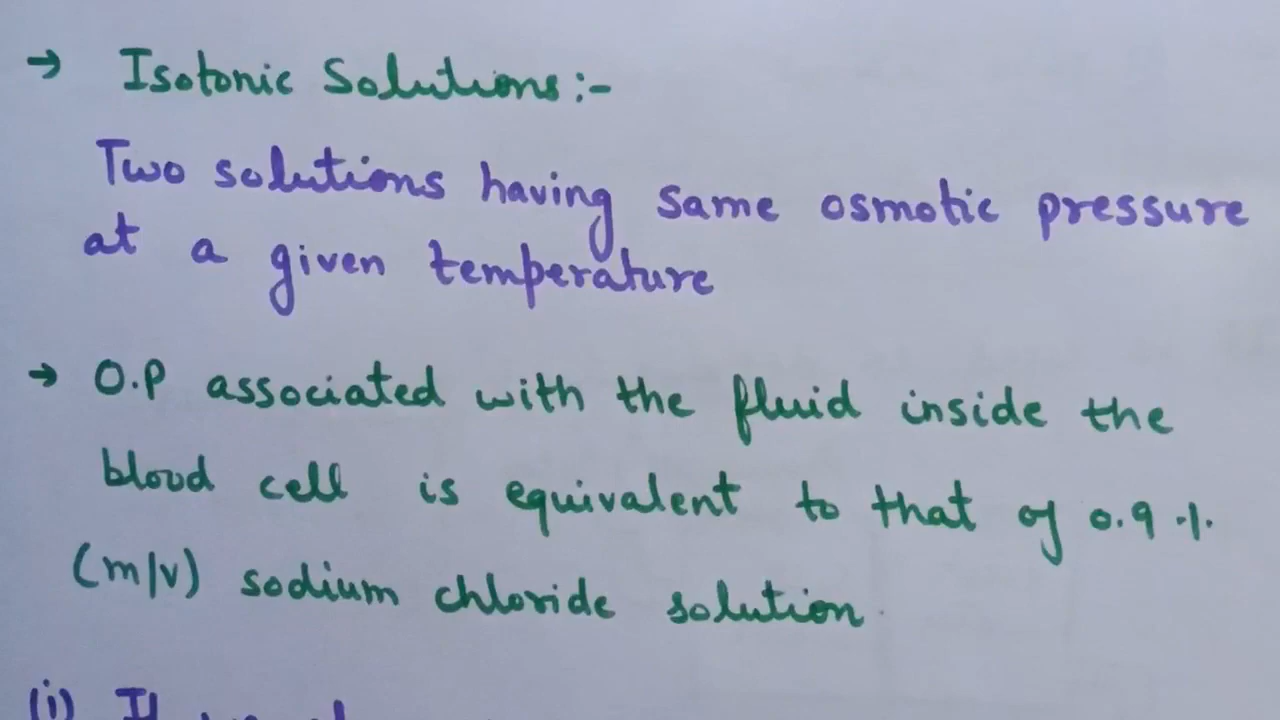 → Isotonic Solutions:-
Two solutions having same osmotic pressure
at a given temperature
→ O.P associated with the fluid inside the
blood cell is equivalent to that of 0.9 %
(m/v) sodium chloride solution
(i)